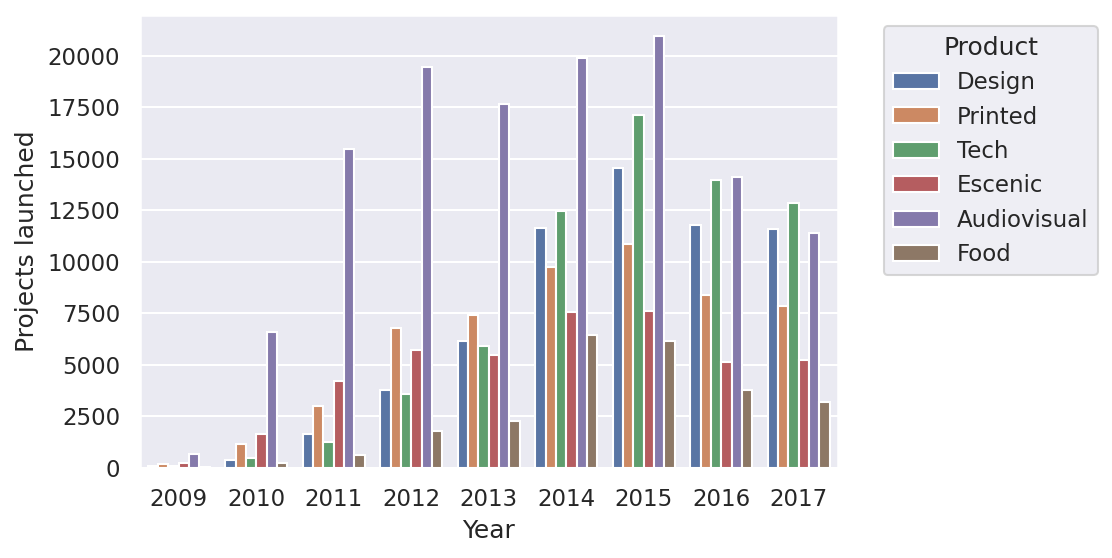 20000
17500
15000
12500
10000
7500
5000
2500
0
Projects launched
2009 2010 2011 2012 2013 2014 2015 2016 2017
Year
Product
Design
Printed
Tech
Escenic
Audiovisual
Food